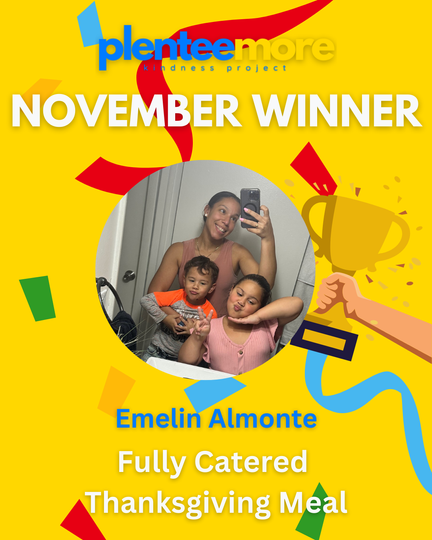 plenteemore
kindness project
NOVEMBER WINNER
Emelin Almonte
Fully Catered
Thanksgiving Meal